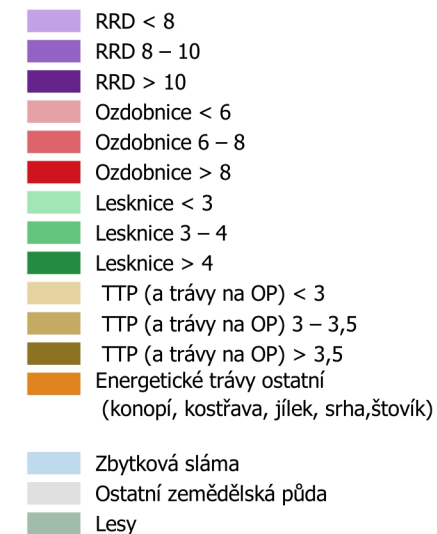 RRD < 8
RRD 8 – 10
RRD > 10
Ozdobnice < 6
Ozdobnice 6 – 8
Ozdobnice > 8
Lesknice < 3
Lesknice 3 – 4
Lesknice > 4
TTP (a trávy na OP) < 3
TTP (a trávy na OP) 3 – 3,5
TTP (a trávy na OP) > 3,5
Energetické trávy ostatní
(konopí, kostřava, jílek, srha,štovík)
Zbytková sláma
Ostatní zemědělská půda
Lesy